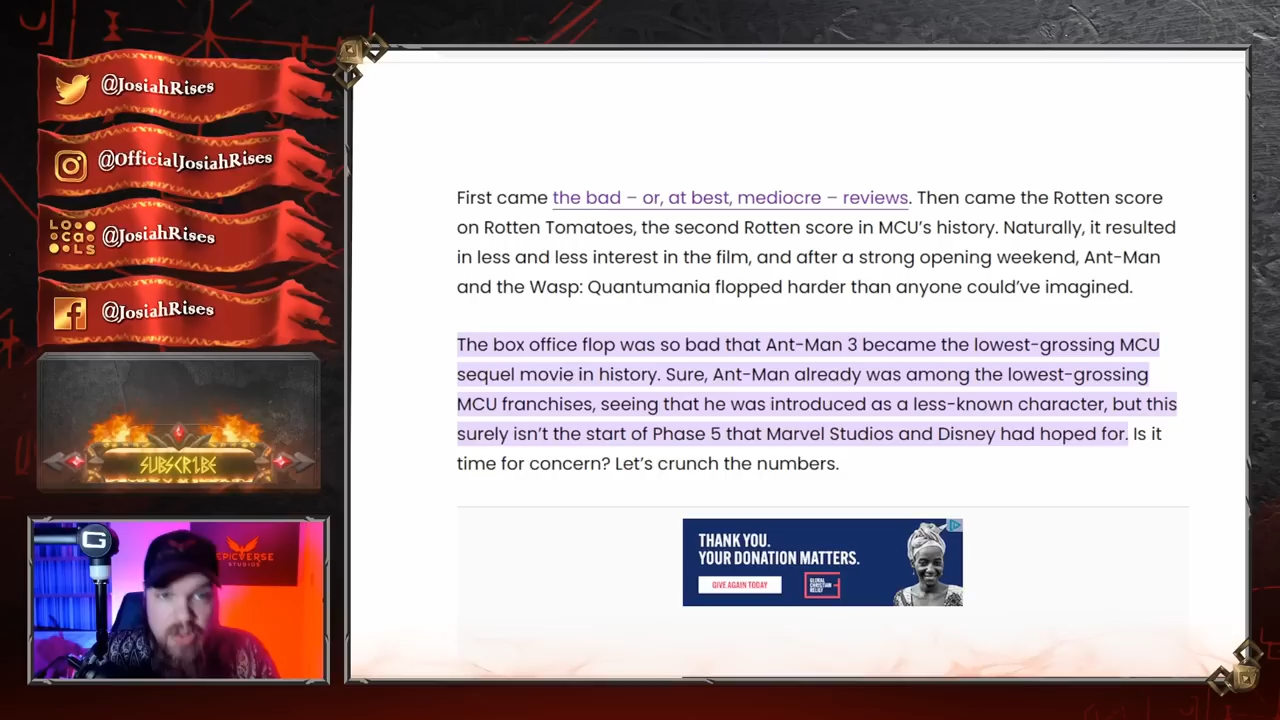 @JosiahRises
@OfficialJosiahRises
LOCALS
@JosiahRises
@JosiahRises
SUBSCRIBE
G
EPICVERSE
STUDIOS
First came the bad – or, at best, mediocre – reviews. Then came the Rotten score
on Rotten Tomatoes, the second Rotten score in MCU's history. Naturally, it resulted
in less and less interest in the film, and after a strong opening weekend, Ant-Man
and the Wasp: Quantumania flopped harder than anyone could've imagined.
The box office flop was so bad that Ant-Man 3 became the lowest-grossing MCU
sequel movie in history. Sure, Ant-Man already was among the lowest-grossing
MCU franchises, seeing that he was introduced as a less-known character, but this
surely isn't the start of Phase 5 that Marvel Studios and Disney had hoped for. Is it
time for concern? Let's crunch the numbers.
THANK YOU.
YOUR DONATION MATTERS.
GIVE AGAIN TODAY
GLOBAL
CHRISTIAN
RELIEF